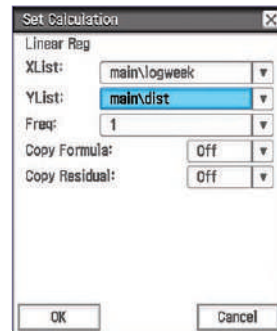 Set Calculation
Linear Reg
XList: main\logweek
YList: main\dist
Freq: 1
Copy Formula: Off
Copy Residual: Off
OK Cancel